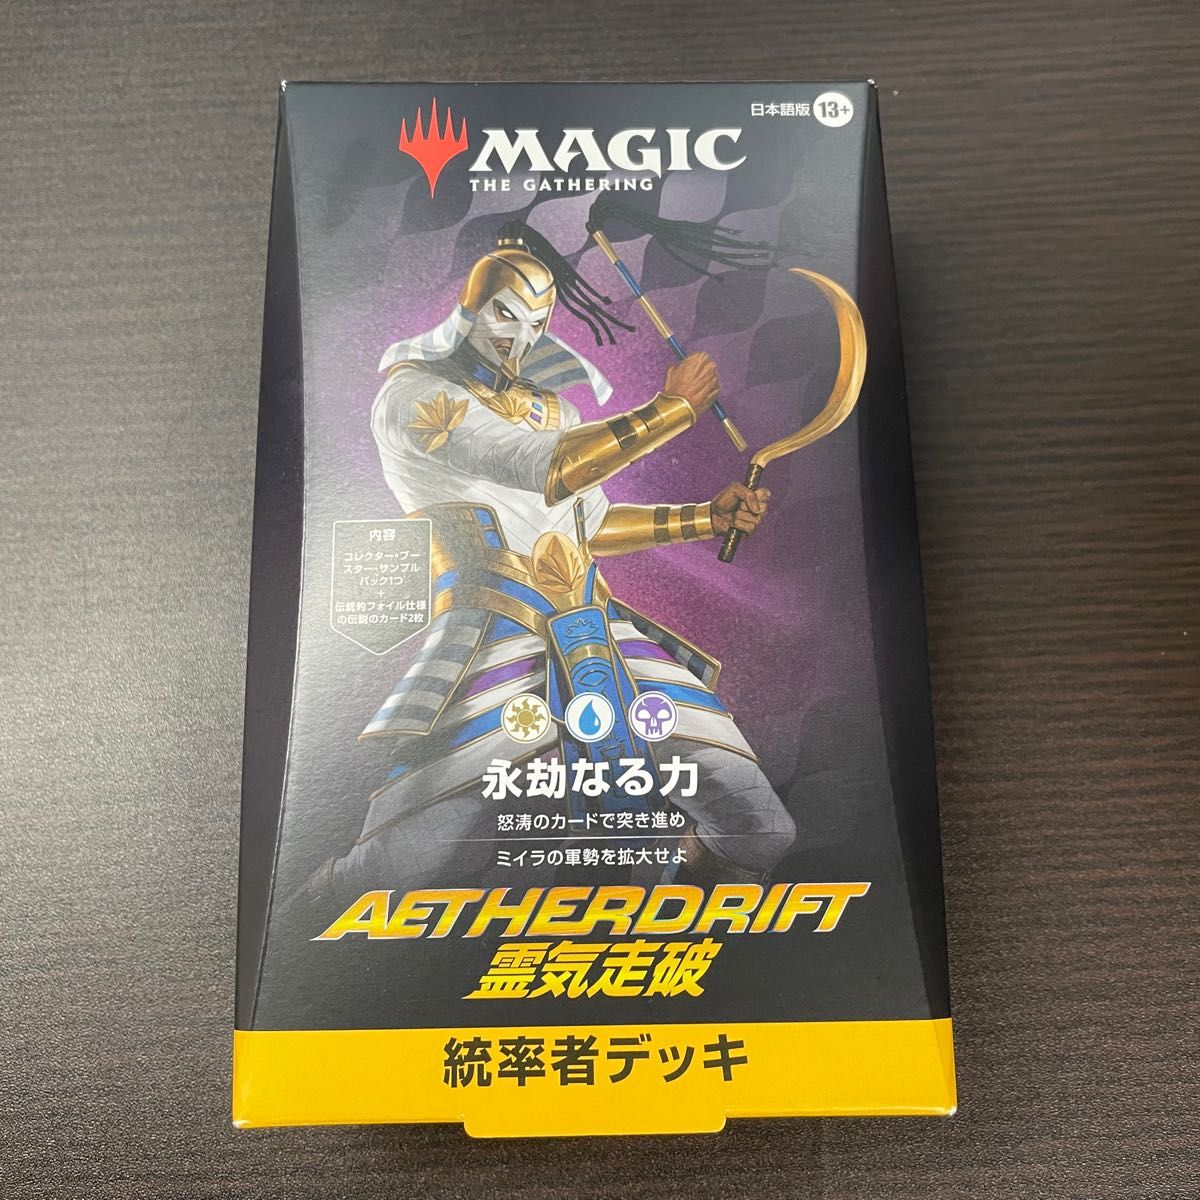 日本語版 13+
MAGIC
THE GATHERING
内容
コレクター・ブー
スター・サンプル
パック1つ
+
伝統的フォイル仕様
の伝説のカード2枚
永劫なる力
怒涛のカードで突き進め
ミイラの軍勢を拡大せよ
AETHERDRIFT
霊気走破
統率者デッキ